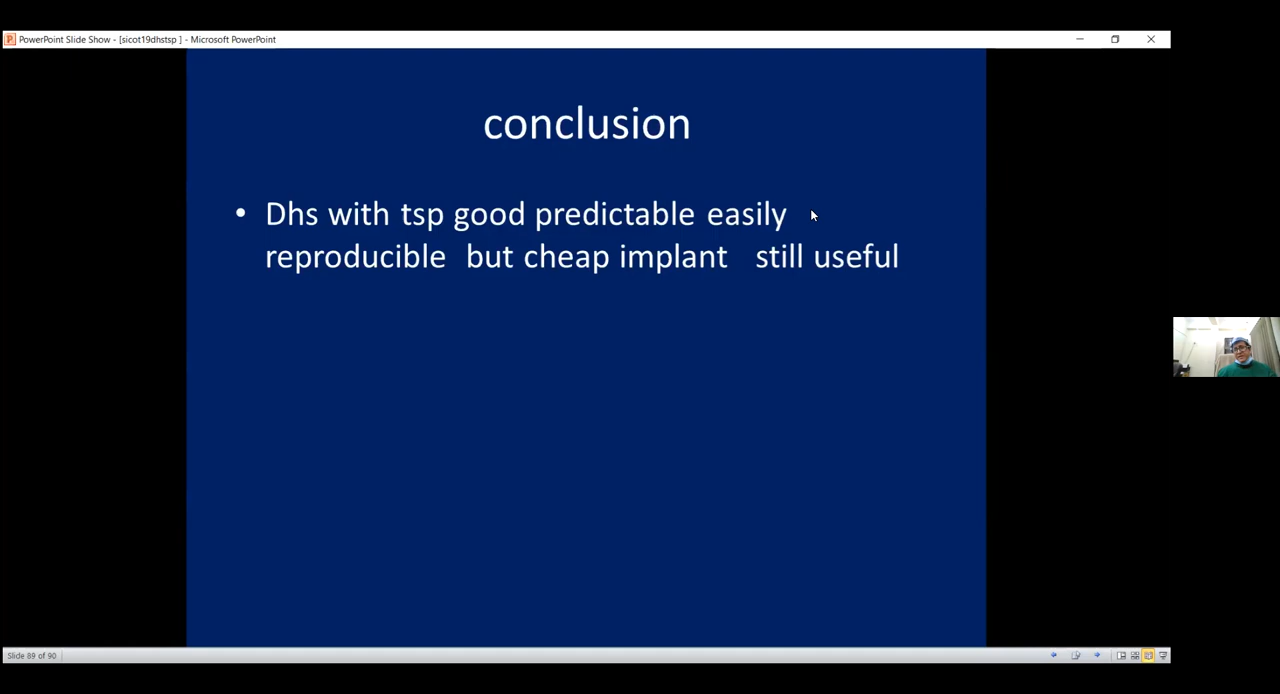 PowerPoint Slide Show - [sicot19dhstsp ] - Microsoft PowerPoint
conclusion
• Dhs with tsp good predictable easily
reproducible but cheap implant still useful
Slide 89 of 90